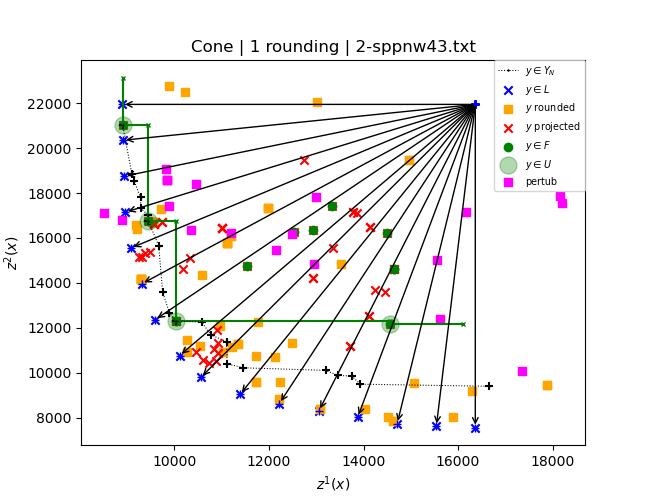 Cone | 1 rounding | 2-sppnw43.txt
y ∈ Y_N
y ∈ L
y rounded
y projected
y ∈ F
y ∈ U
pertub
22000
20000
18000
16000
14000
12000
10000
8000
z²(x)
10000 12000 14000 16000 18000
z¹(x)